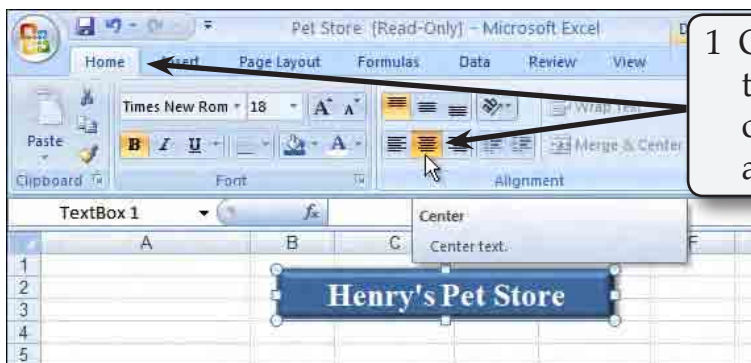 Pet Store [Read-Only] - Microsoft Excel
Home Insert Page Layout Formulas Data Review View
Times New Rom 18 A A Wrap Text
Paste B I U A Merge & Center
Clipboard Font Alignment
TextBox 1 fx
Center
Center text.
A B C F
1
2
3
4
5
Henry's Pet Store
1